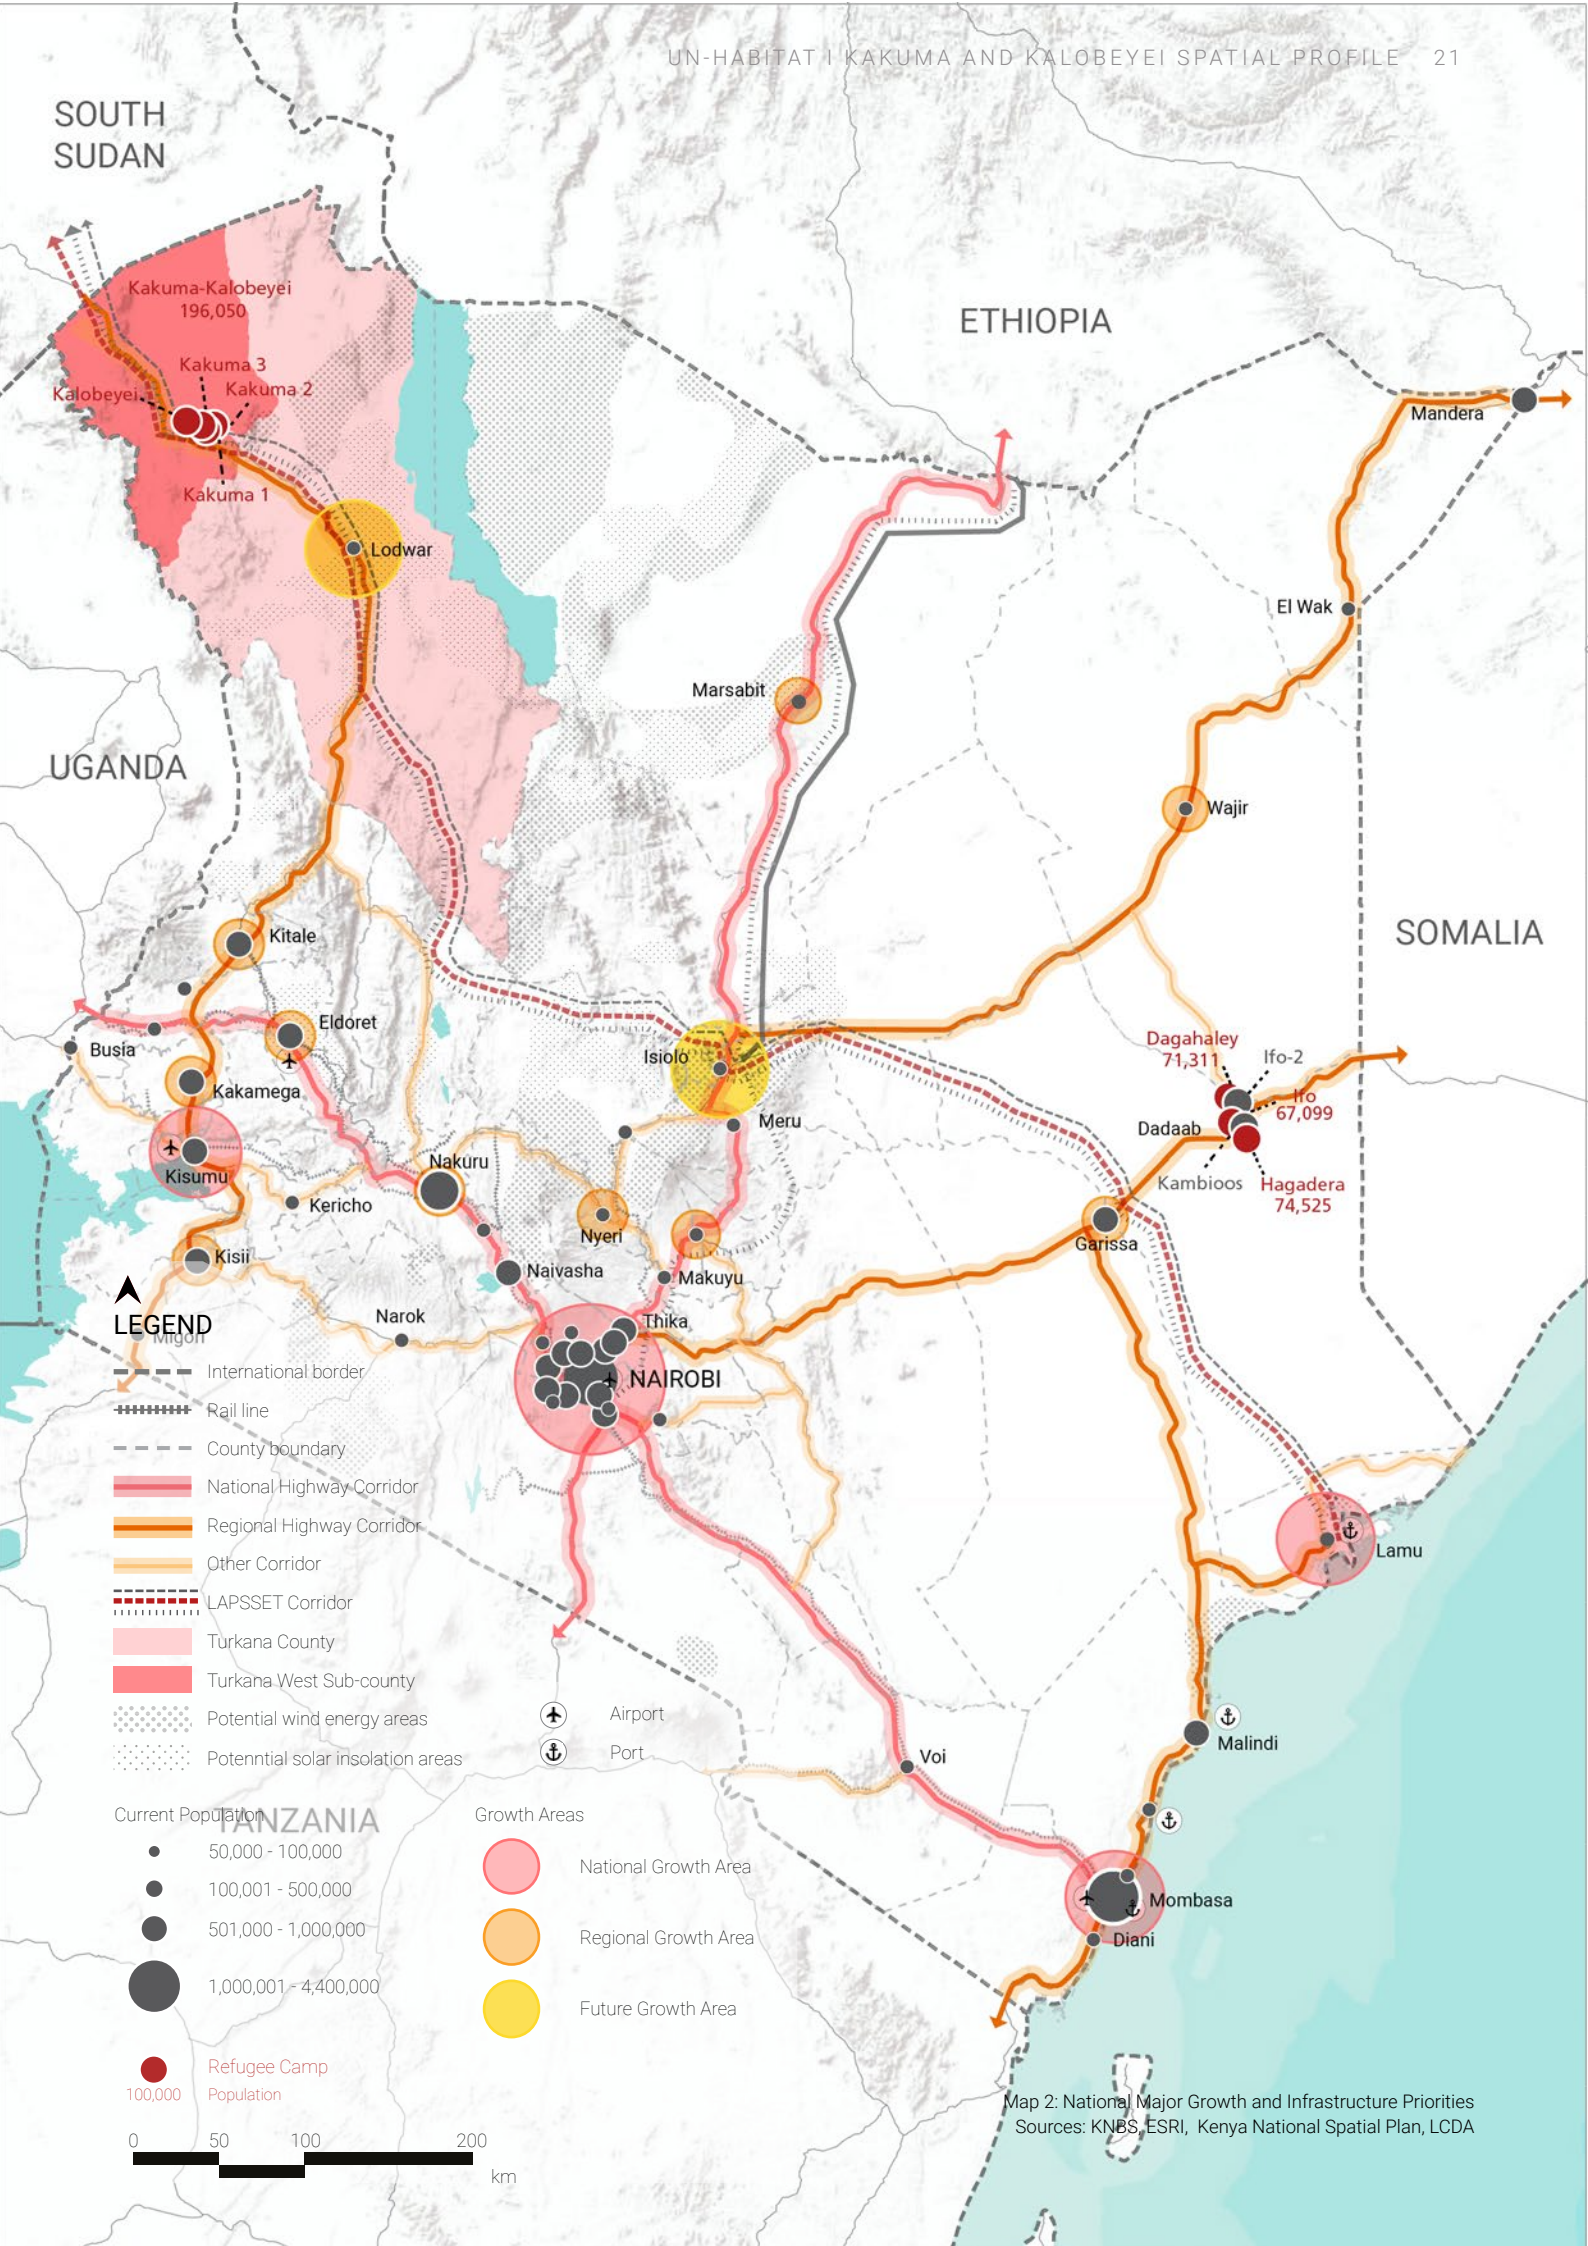 UN-HABITAT I KAKUMA AND KALOBEYEI SPATIAL PROFILE 21
SOUTH
SUDAN
Kakuma-Kalobeyei
196,050
ETHIOPIA
Kakuma 3
Kalobeyei
Kakuma 2
Mandera
Kakuma 1
Lodwar
El Wak
Marsabit
UGANDA
Wajir
SOMALIA
Kitale
Eldoret
Busia
Isiolo
Dagahaley
71,311
Ifo-2
Kakamega
Ifo
67,099
Meru
Dadaab
Kisumu
Nakuru
Kambioos
Hagadera
74,525
Kericho
Nyeri
Garissa
Kisii
Naivasha
Makuyu
Narok
Thika
NAIROBI
LEGEND
Migori
International border
Rail line
County boundary
National Highway Corridor
Regional Highway Corridor
Other Corridor
LAPSSET Corridor
Turkana County
Turkana West Sub-county
Potential wind energy areas
Potenntial solar insolation areas
Airport
Port
Lamu
Malindi
Voi
Mombasa
Diani
TANZANIA
Current Population
50,000 - 100,000
100,001 - 500,000
501,000 - 1,000,000
1,000,001 - 4,400,000
Refugee Camp
100,000 Population
Growth Areas
National Growth Area
Regional Growth Area
Future Growth Area
0 50 100 200
km
Map 2: National Major Growth and Infrastructure Priorities
Sources: KNBS, ESRI, Kenya National Spatial Plan, LCDA